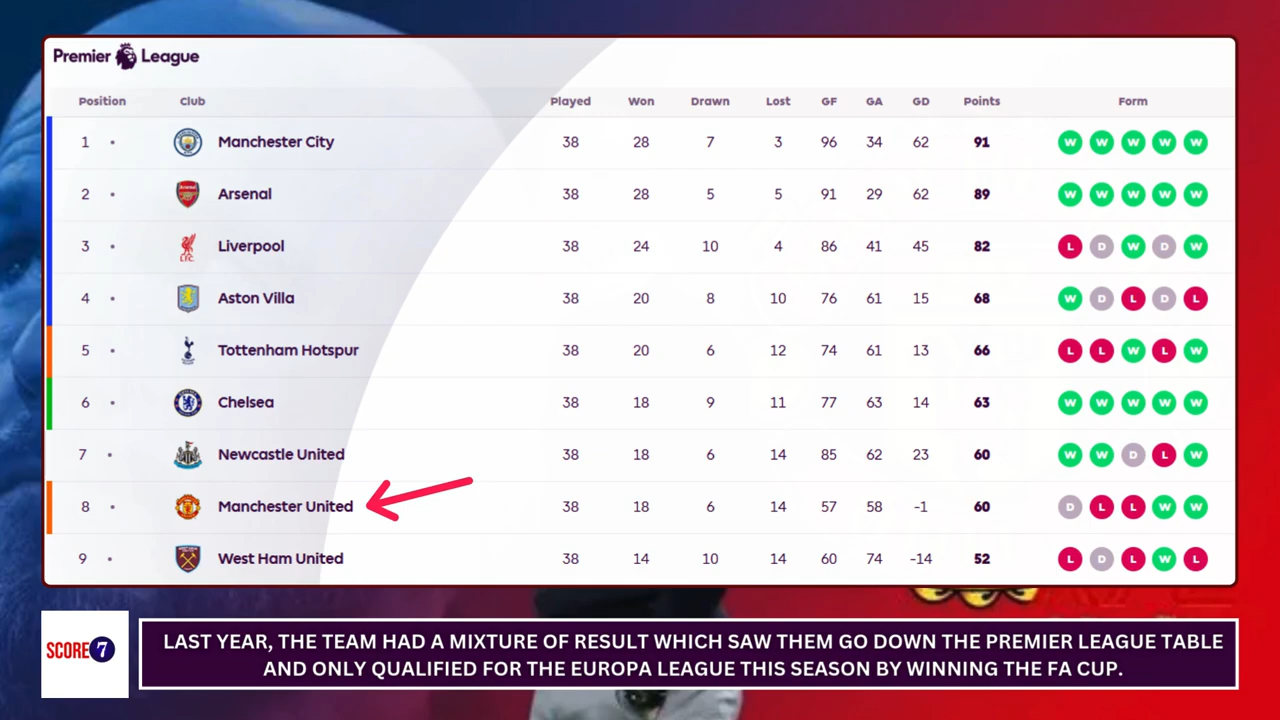 Premier League
Position Club Played Won Drawn Lost GF GA GD Points Form
1 Manchester City 38 28 7 3 96 34 62 91 W W W W W
2 Arsenal 38 28 5 5 91 29 62 89 W W W W W
3 Liverpool 38 24 10 4 86 41 45 82 L D W D W
4 Aston Villa 38 20 8 10 76 61 15 68 W D L D L
5 Tottenham Hotspur 38 20 6 12 74 61 13 66 L L W L W
6 Chelsea 38 18 9 11 77 63 14 63 W W W W W
7 Newcastle United 38 18 6 14 85 62 23 60 W W D L W
8 Manchester United 38 18 6 14 57 58 -1 60 D L L W W
9 West Ham United 38 14 10 14 60 74 -14 52 L D L W L
SCORE 7
LAST YEAR, THE TEAM HAD A MIXTURE OF RESULT WHICH SAW THEM GO DOWN THE PREMIER LEAGUE TABLE
AND ONLY QUALIFIED FOR THE EUROPA LEAGUE THIS SEASON BY WINNING THE FA CUP.